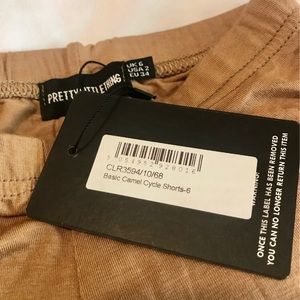 PRETTYLITTLETHING
UK 6
USA 2
EU 34
CLR3594/10/68
Basic Camel Cycle Shorts-6
WARNING:
ONCE THIS LABEL HAS BEEN REMOVED
YOU CAN NO LONGER RETURN THIS ITEM